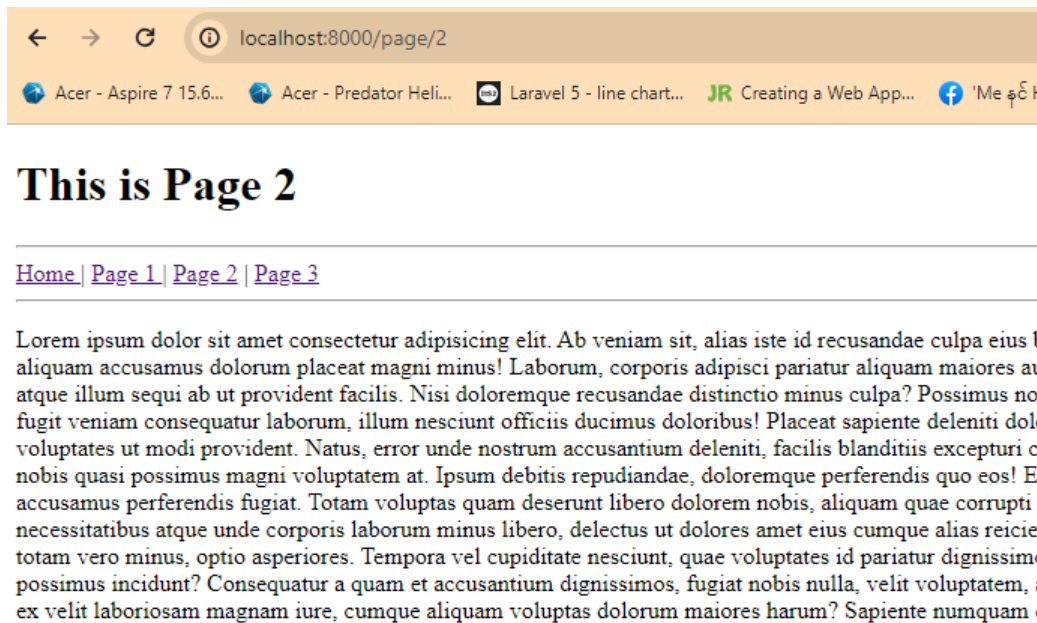 localhost:8000/page/2
Acer - Aspire 7 15.6... Acer - Predator Heli... Laravel 5 - line chart... JR Creating a Web App... 'Me နှင့်
This is Page 2
Home | Page 1 | Page 2 | Page 3
Lorem ipsum dolor sit amet consectetur adipisicing elit. Ab veniam sit, alias iste id recusandae culpa eius
aliquam accusamus dolorum placeat magni minus! Laborum, corporis adipisci pariatur aliquam maiores
atque illum sequi ab ut provident facilis. Nisi doloremque recusandae distinctio minus culpa? Possimus
fugit veniam consequatur laborum, illum nesciunt officiis ducimus doloribus! Placeat sapiente deleniti
voluptates ut modi provident. Natus, error unde nostrum accusantium deleniti, facilis blanditiis excepturi
nobis quasi possimus magni voluptatem at. Ipsum debitis repudiandae, doloremque perferendis quo eos!
accusamus perferendis fugiat. Totam voluptas quam deserunt libero dolorem nobis, aliquam quae corrupti
necessitatibus atque unde corporis laborum minus libero, delectus ut dolores amet eius cumque alias
totam vero minus, optio asperiores. Tempora vel cupiditate nesciunt, quae voluptates id pariatur
possimus incidunt? Consequatur a quam et accusantium dignissimos, fugiat nobis nulla, velit voluptatem,
ex velit laboriosam magnam iure, cumque aliquam voluptas dolorum maiores harum? Sapiente numquam